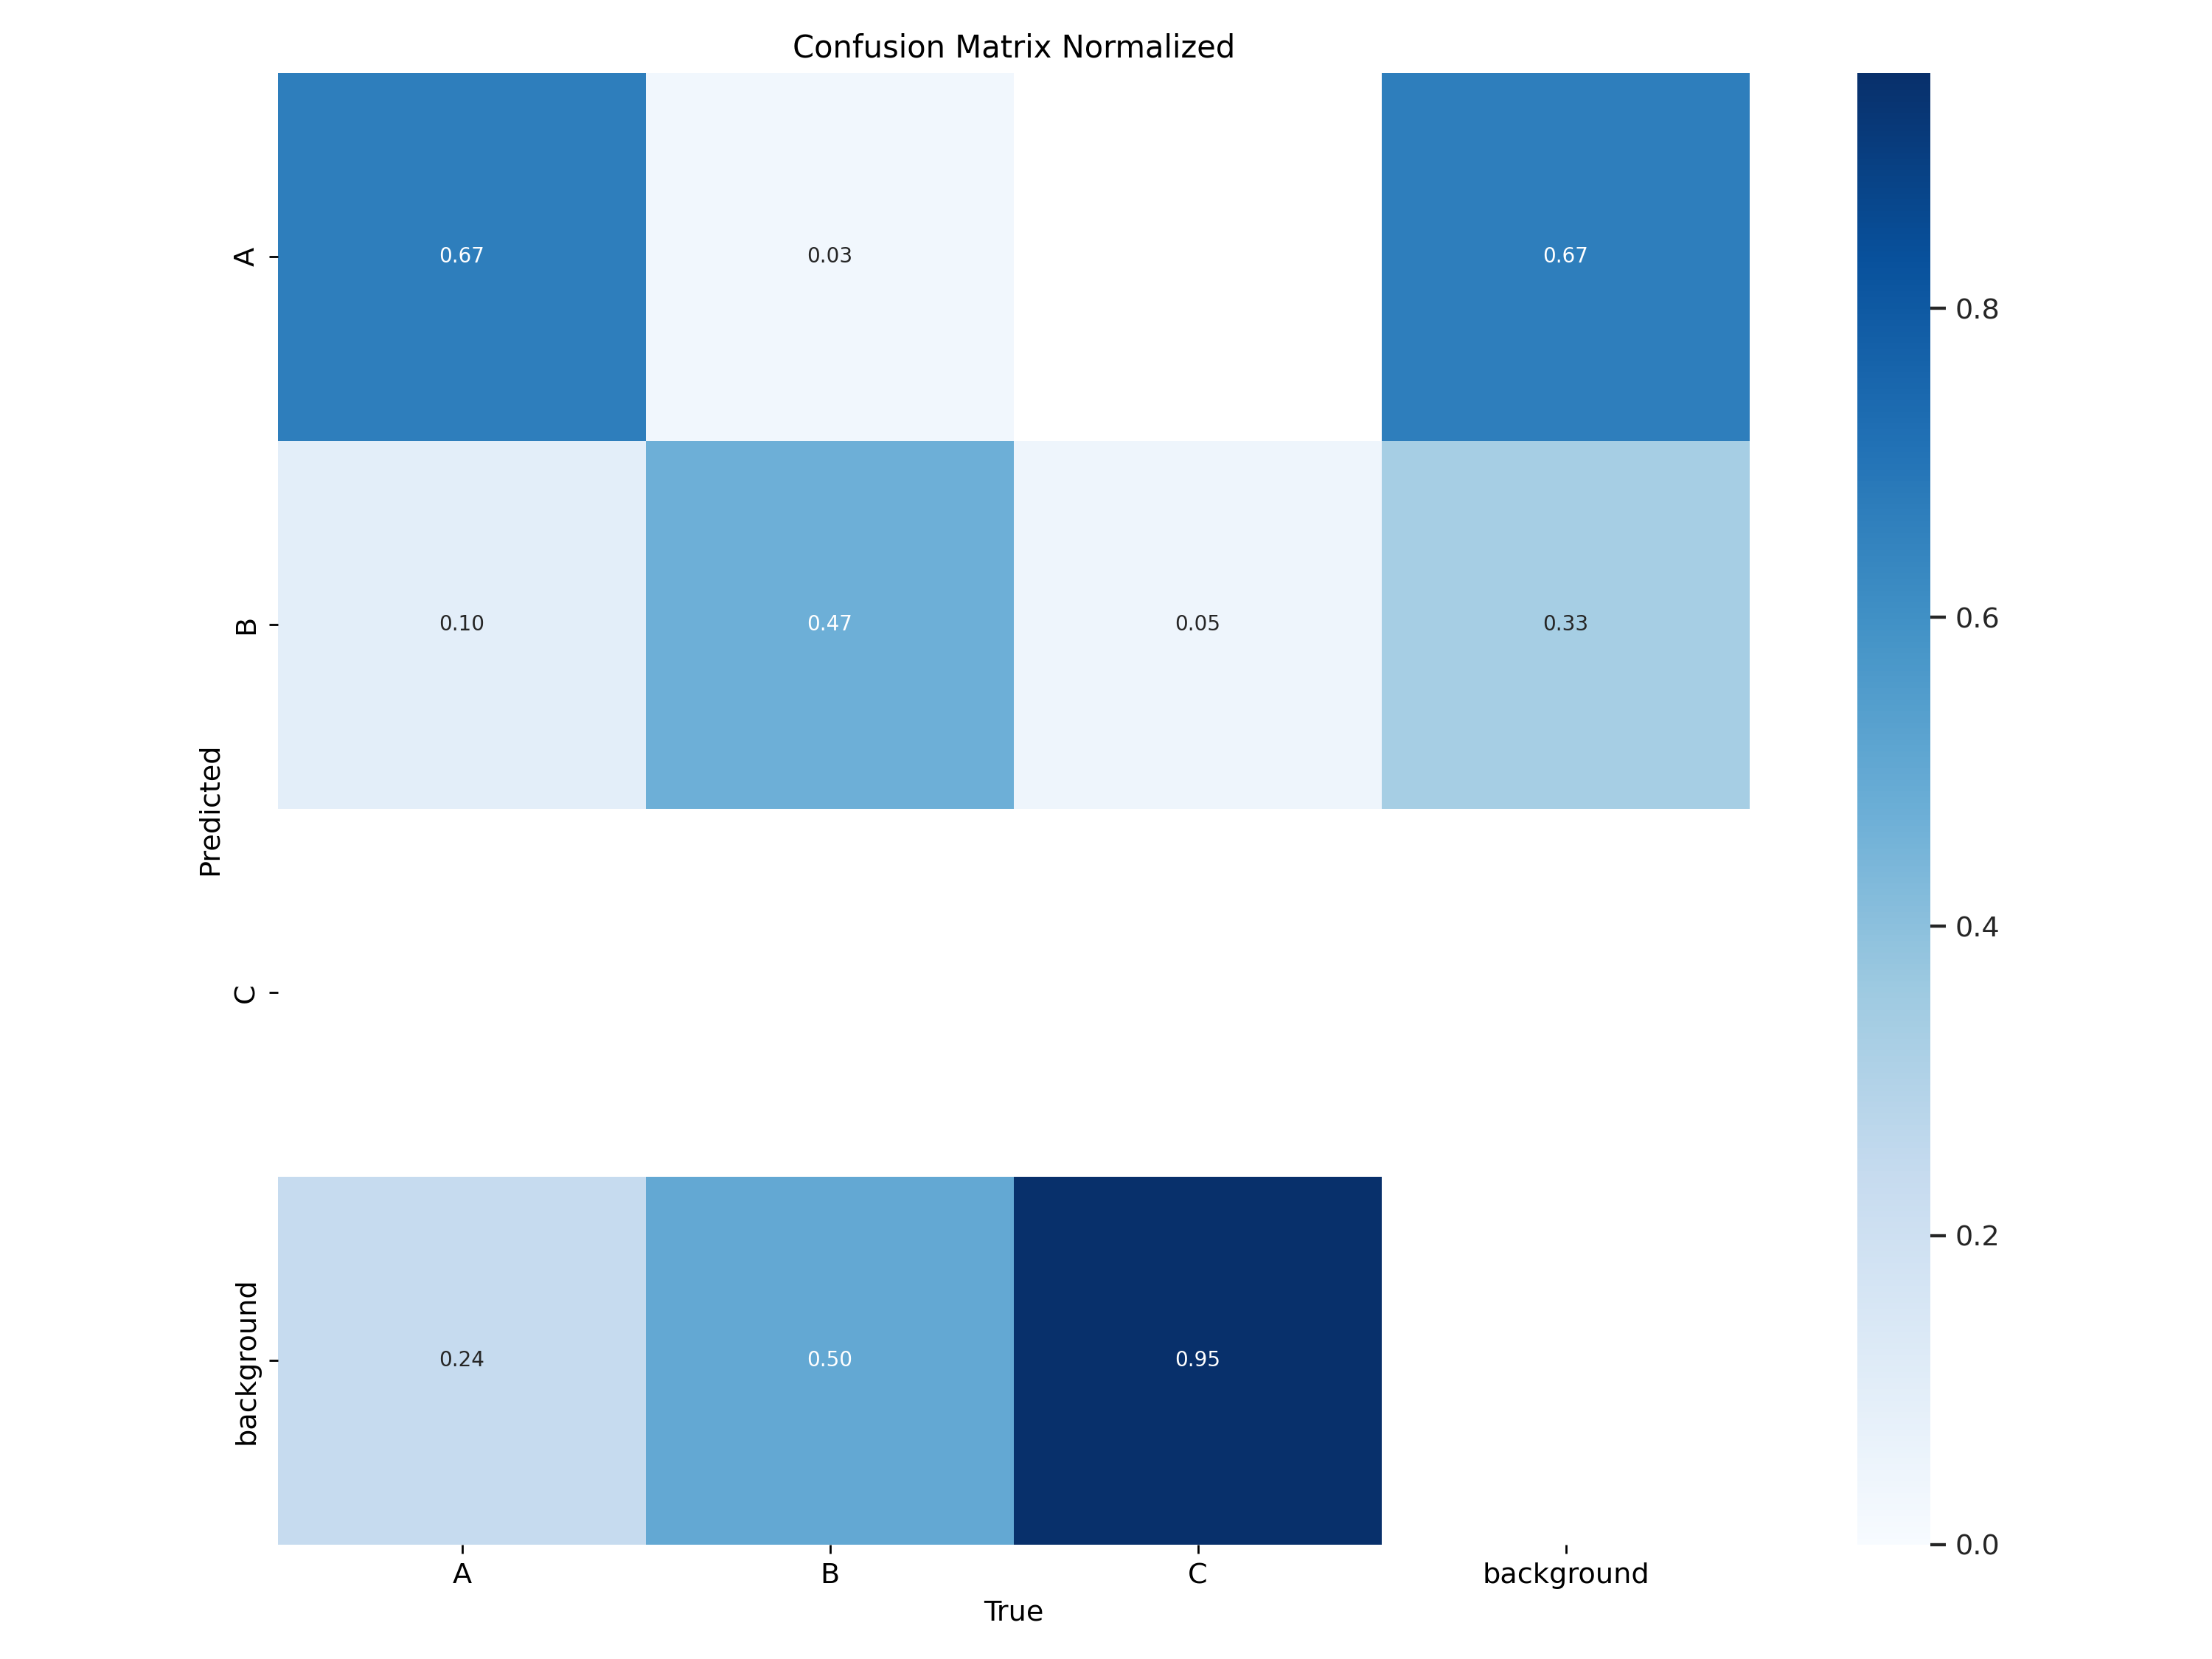 Confusion Matrix Normalized
A
0.67
0.03
0.67
B
0.10
0.47
0.05
0.33
C
background
0.24
0.50
0.95
Predicted
A
B
C
background
True
0.8
0.6
0.4
0.2
0.0